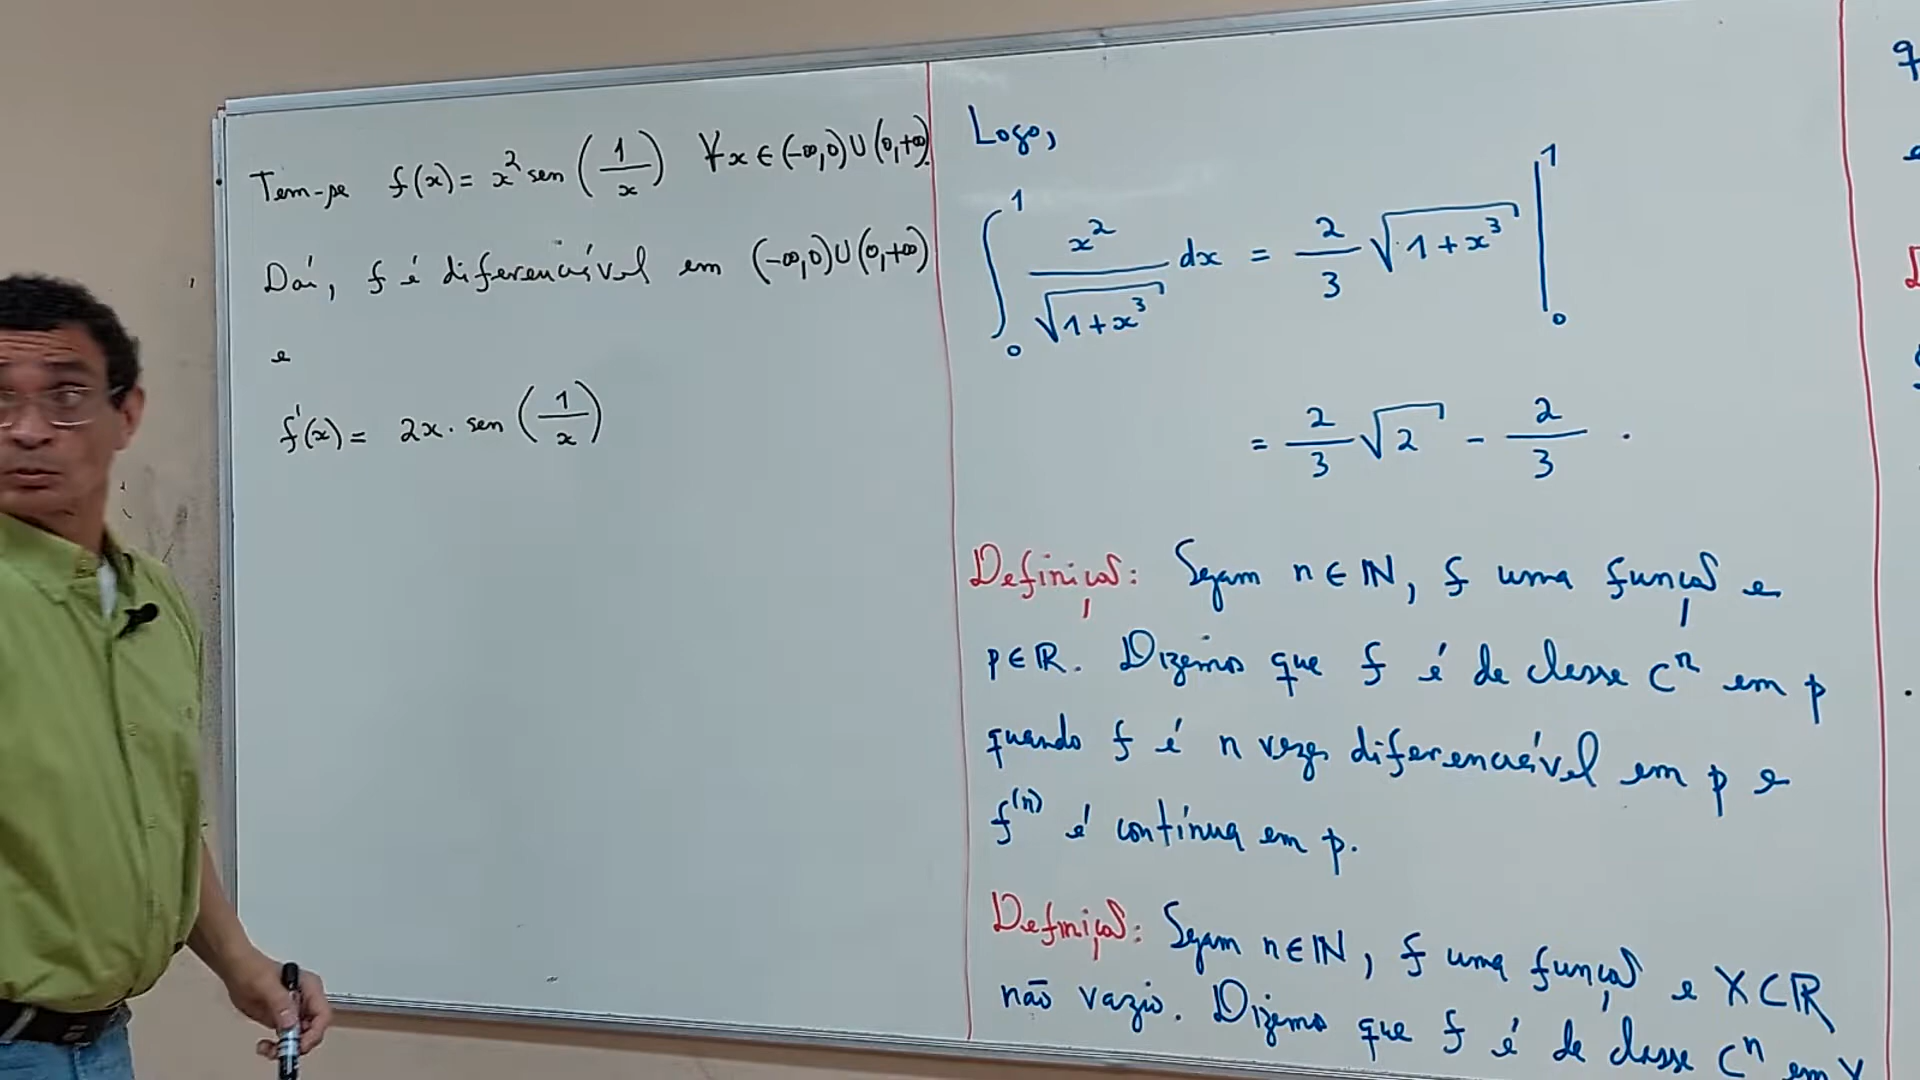 Tem-se f(x) = x² sen (1/x) ∀x ∈ (-∞,0)∪(0,+∞).
Daí, f é diferenciável em (-∞,0)∪(0,+∞)
e
f'(x) = 2x · sen (1/x)
Logo,
∫₀¹ x²/√(1+x³) dx = 2/3 √(1+x³) |₀¹
= 2/3 √2 - 2/3 .
Definição: Sejam n ∈ ℕ, f uma função e
p ∈ ℝ. Dizemos que f é de classe Cⁿ em p
quando f é n vezes diferenciável em p e
f⁽ⁿ⁾ é contínua em p.
Definição: Sejam n ∈ ℕ, f uma função e X ⊂ ℝ
não vazio. Dizemos que f é de classe Cⁿ em X